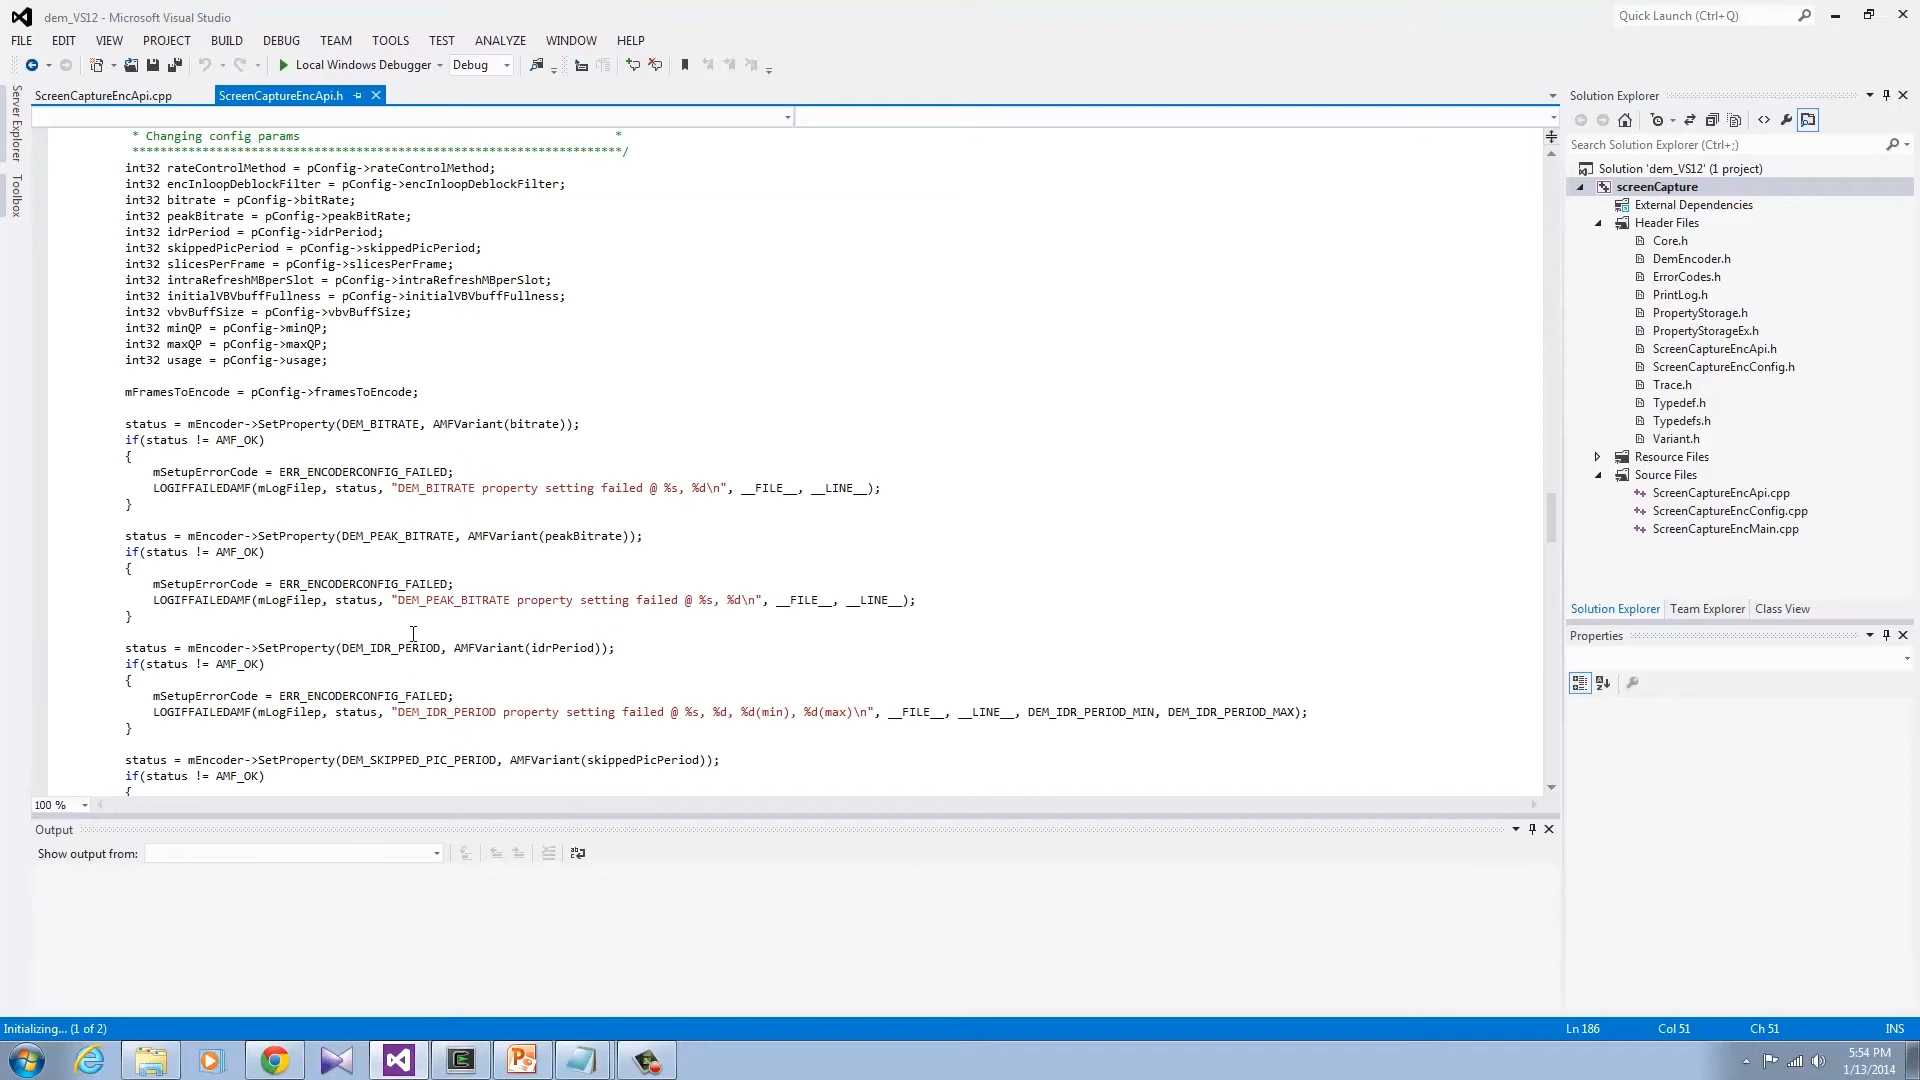 dem_VS12 - Microsoft Visual Studio
Quick Launch (Ctrl+Q)
FILE EDIT VIEW PROJECT BUILD DEBUG TEAM TOOLS TEST ANALYZE WINDOW HELP
Local Windows Debugger Debug
Server Explorer
Toolbox
ScreenCaptureEncApi.cpp ScreenCaptureEncApi.h
* Changing config params *
**********************************************************************/
int32 rateControlMethod = pConfig->rateControlMethod;
int32 encInloopDeblockFilter = pConfig->encInloopDeblockFilter;
int32 bitrate = pConfig->bitRate;
int32 peakBitrate = pConfig->peakBitRate;
int32 idrPeriod = pConfig->idrPeriod;
int32 skippedPicPeriod = pConfig->skippedPicPeriod;
int32 slicesPerFrame = pConfig->slicesPerFrame;
int32 intraRefreshMBperSlot = pConfig->intraRefreshMBperSlot;
int32 initialVBVbuffFullness = pConfig->initialVBVbuffFullness;
int32 vbvBuffSize = pConfig->vbvBuffSize;
int32 minQP = pConfig->minQP;
int32 maxQP = pConfig->maxQP;
int32 usage = pConfig->usage;
mFramesToEncode = pConfig->framesToEncode;
status = mEncoder->SetProperty(DEM_BITRATE, AMFVariant(bitrate));
if(status != AMF_OK)
{
mSetupErrorCode = ERR_ENCODERCONFIG_FAILED;
LOGIFFAILEDAMF(mLogFilep, status, "DEM_BITRATE property setting failed @ %s, %d\n", __FILE__, __LINE__);
}
status = mEncoder->SetProperty(DEM_PEAK_BITRATE, AMFVariant(peakBitrate));
if(status != AMF_OK)
{
mSetupErrorCode = ERR_ENCODERCONFIG_FAILED;
LOGIFFAILEDAMF(mLogFilep, status, "DEM_PEAK_BITRATE property setting failed @ %s, %d\n", __FILE__, __LINE__);
}
status = mEncoder->SetProperty(DEM_IDR_PERIOD, AMFVariant(idrPeriod));
if(status != AMF_OK)
{
mSetupErrorCode = ERR_ENCODERCONFIG_FAILED;
LOGIFFAILEDAMF(mLogFilep, status, "DEM_IDR_PERIOD property setting failed @ %s, %d, %d(min), %d(max)\n", __FILE__, __LINE__, DEM_IDR_PERIOD_MIN, DEM_IDR_PERIOD_MAX);
}
status = mEncoder->SetProperty(DEM_SKIPPED_PIC_PERIOD, AMFVariant(skippedPicPeriod));
if(status != AMF_OK)
{
100 %
Output
Show output from:
Solution Explorer
Search Solution Explorer (Ctrl+;)
Solution 'dem_VS12' (1 project)
screenCapture
External Dependencies
Header Files
Core.h
DemEncoder.h
ErrorCodes.h
PrintLog.h
PropertyStorage.h
PropertyStorageEx.h
ScreenCaptureEncApi.h
ScreenCaptureEncConfig.h
Trace.h
Typedef.h
Typedefs.h
Variant.h
Resource Files
Source Files
ScreenCaptureEncApi.cpp
ScreenCaptureEncConfig.cpp
ScreenCaptureEncMain.cpp
Solution Explorer Team Explorer Class View
Properties
Initializing... (1 of 2) Ln 186 Col 51 Ch 51 INS
5:54 PM
1/13/2014